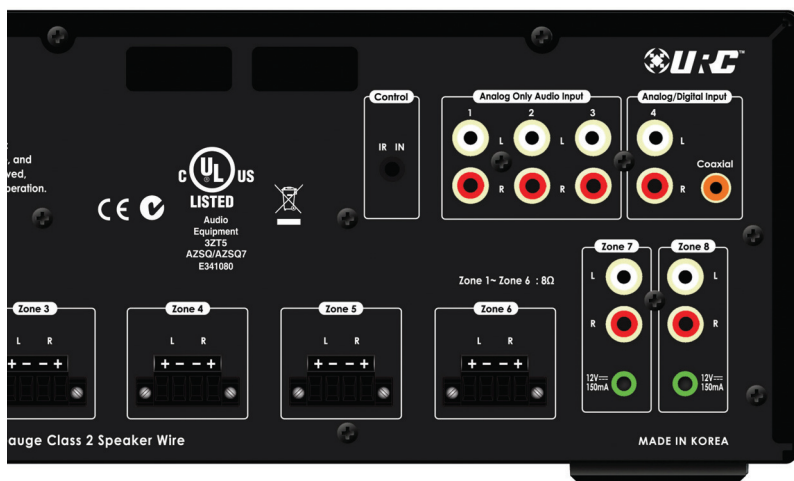 URC™
Control
IR IN
Analog Only Audio Input
1 2 3
L L
R R
Analog/Digital Input
4
L
R
Coaxial
, and
ved,
peration.
CE
C UL US
®
LISTED
Audio
Equipment
3ZT5
AZSQ/AZSQ7
E341080
Zone 1~ Zone 6 : 8Ω
Zone 7
L
R
12V
150mA
Zone 8
L
R
12V
150mA
Zone 3
L R
+ - - +
Zone 4
L R
+ - - +
Zone 5
L R
+ - - +
Zone 6
L R
+ - - +
auge Class 2 Speaker Wire
MADE IN KOREA